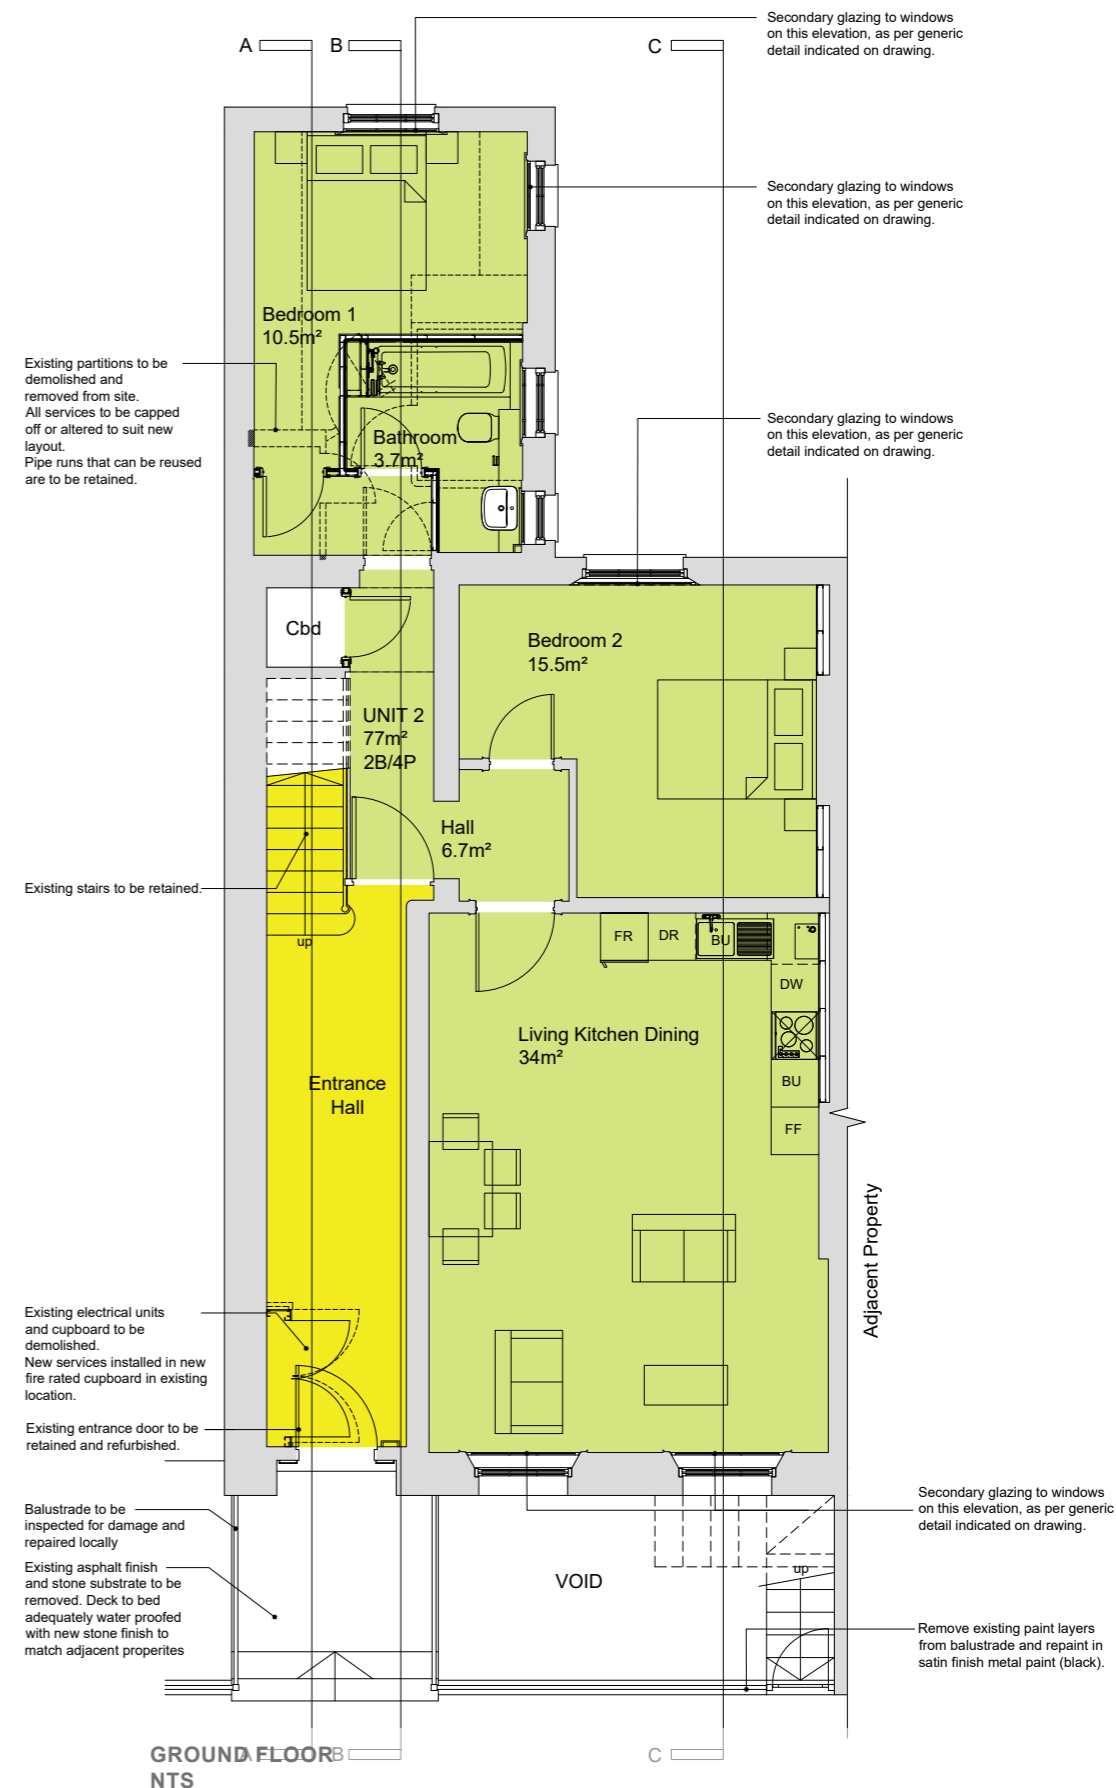 Secondary glazing to windows
on this elevation, as per generic
detail indicated on drawing.
A
B
C
Secondary glazing to windows
on this elevation, as per generic
detail indicated on drawing.
Bedroom 1
10.5m²
Existing partitions to be
demolished and
removed from site.
All services to be capped
off or altered to suit new
layout.
Pipe runs that can be reused
are to be retained.
Bathroom
3.7m²
Secondary glazing to windows
on this elevation, as per generic
detail indicated on drawing.
Cbd
Bedroom 2
15.5m²
UNIT 2
77m²
2B/4P
Hall
6.7m²
Existing stairs to be retained.
up
FR
DR
BU
DW
Living Kitchen Dining
34m²
BU
FF
Entrance
Hall
Adjacent Property
Existing electrical units
and cupboard to be
demolished.
New services installed in new
fire rated cupboard in existing
location.
Existing entrance door to be
retained and refurbished.
Balustrade to be
inspected for damage and
repaired locally
Existing asphalt finish
and stone substrate to be
removed. Deck to bed
adequately water proofed
with new stone finish to
match adjacent properites
Secondary glazing to windows
on this elevation, as per generic
detail indicated on drawing.
VOID
up
Remove existing paint layers
from balustrade and repaint in
satin finish metal paint (black).
A
B
C
GROUND FLOOR
NTS